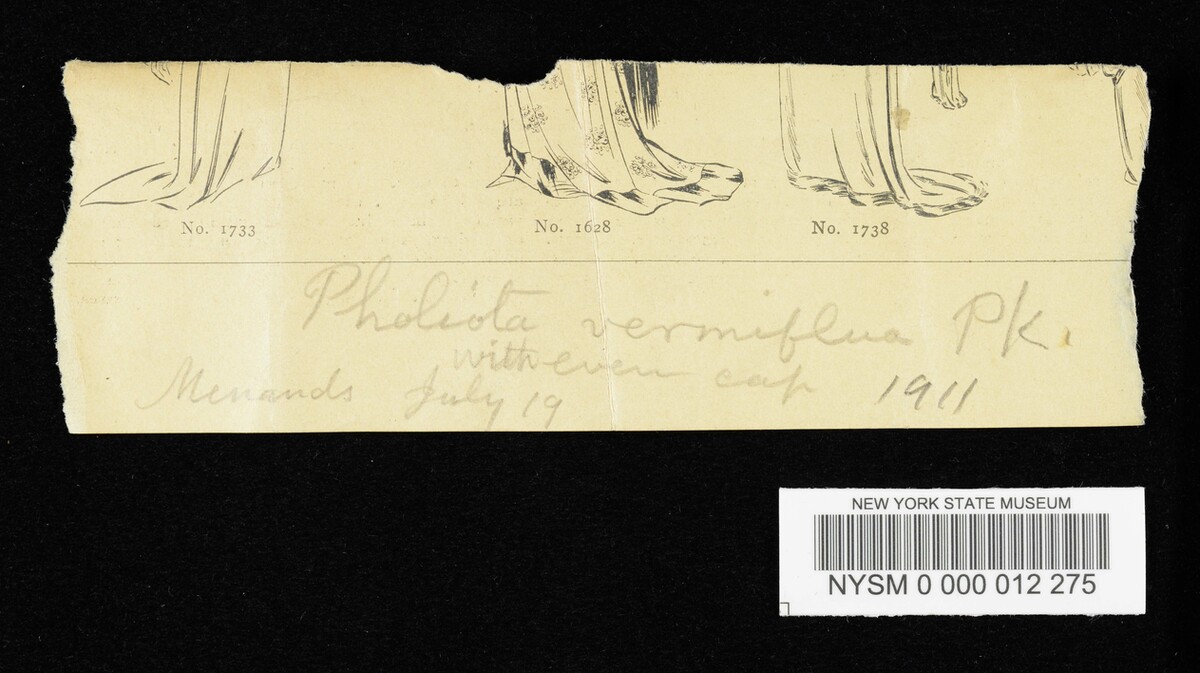 No. 1733 No. 1628 No. 1738
Pholiota vermiflua Pk.
with even cap
Menands July 19 1911
NEW YORK STATE MUSEUM
NYSM 0 000 012 275